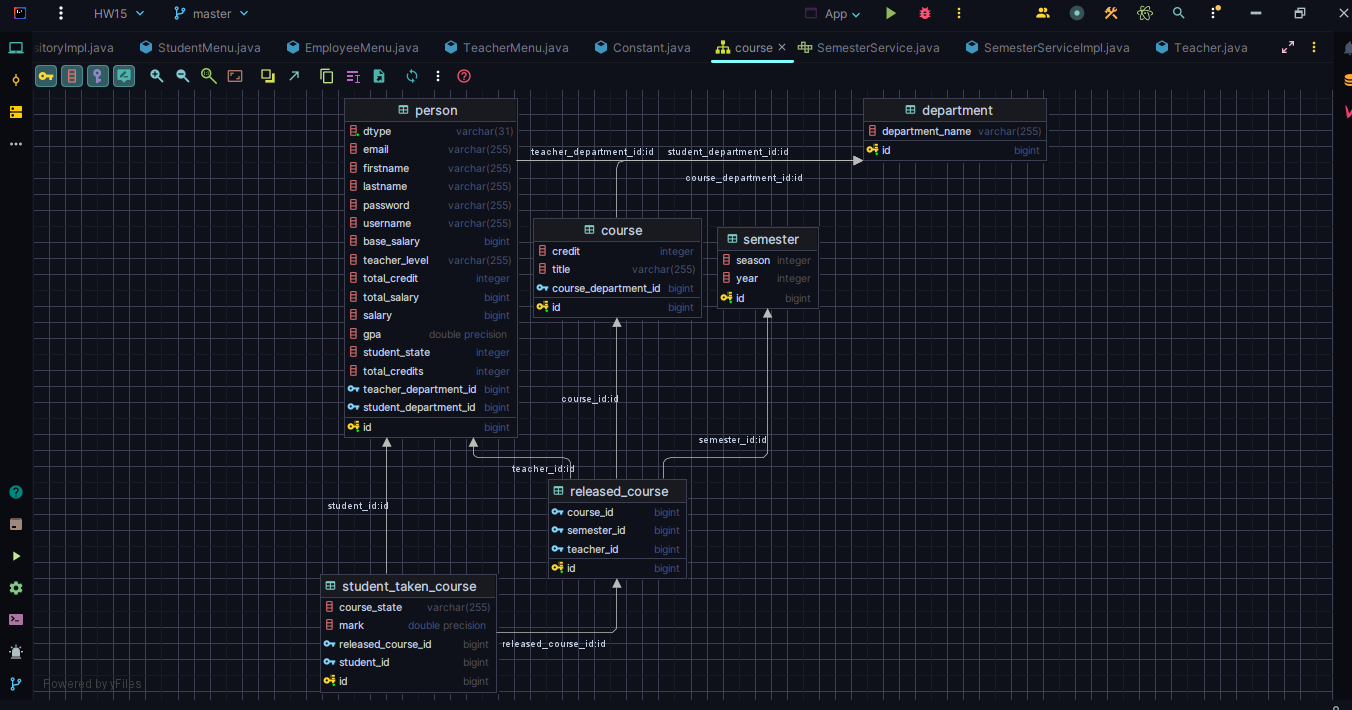 HW15 master App
sitoryImpl.java StudentMenu.java EmployeeMenu.java TeacherMenu.java Constant.java course SemesterService.java SemesterServiceImpl.java Teacher.java
person
dtype varchar(31)
email varchar(255)
firstname varchar(255)
lastname varchar(255)
password varchar(255)
username varchar(255)
base_salary bigint
teacher_level varchar(255)
total_credit integer
total_salary bigint
salary bigint
gpa double precision
student_state integer
total_credits integer
teacher_department_id bigint
student_department_id bigint
id bigint
department
department_name varchar(255)
id bigint
teacher_department_id:id student_department_id:id
course_department_id:id
course
credit integer
title varchar(255)
course_department_id bigint
id bigint
semester
season integer
year integer
id bigint
course_id:id
semester_id:id
teacher_id:id
student_id:id
released_course
course_id bigint
semester_id bigint
teacher_id bigint
id bigint
student_taken_course
course_state varchar(255)
mark double precision
released_course_id bigint
student_id bigint
id bigint
released_course_id:id
Powered by yFiles